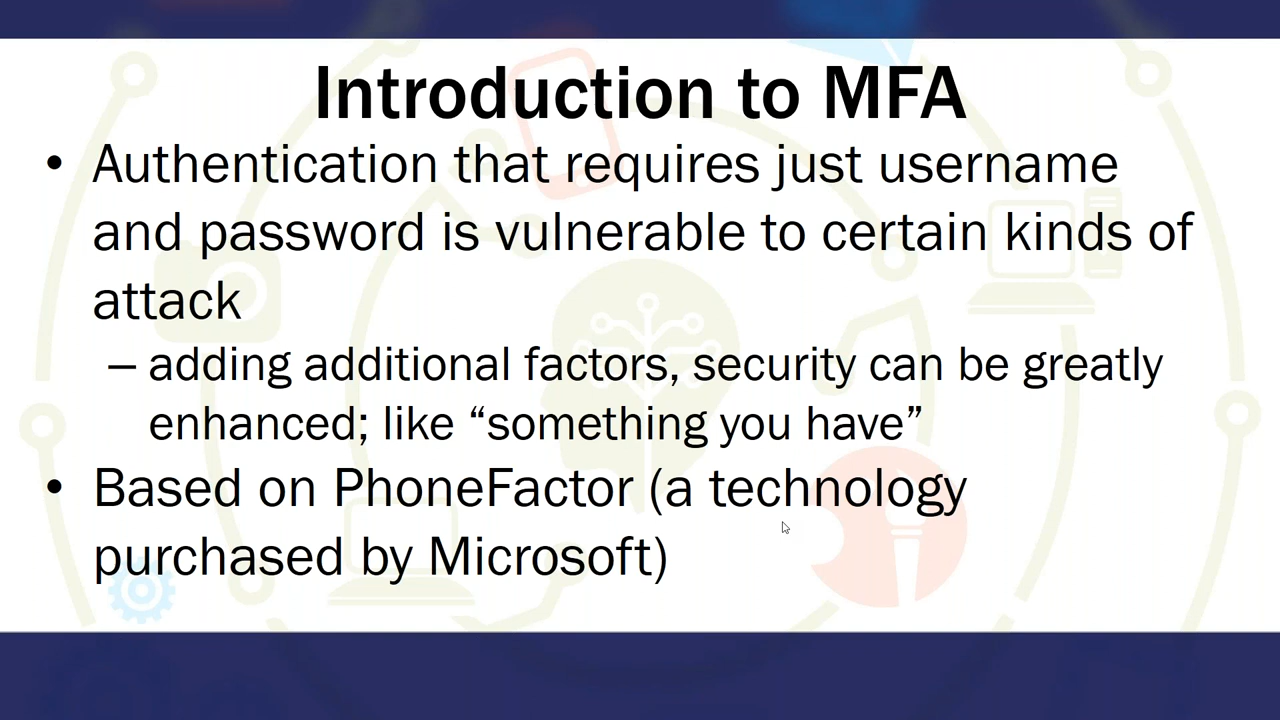 Introduction to MFA
• Authentication that requires just username
and password is vulnerable to certain kinds of
attack
– adding additional factors, security can be greatly
enhanced; like “something you have”
• Based on PhoneFactor (a technology
purchased by Microsoft)